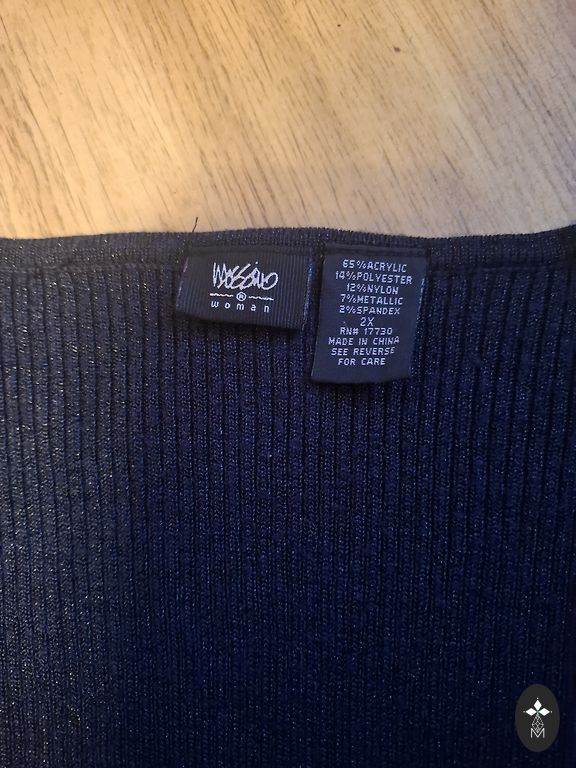 Mossimo
®
woman
65%ACRYLIC
14%POLYESTER
12%NYLON
7%METALLIC
2%SPANDEX
2X
RN# 17730
MADE IN CHINA
SEE REVERSE
FOR CARE
M